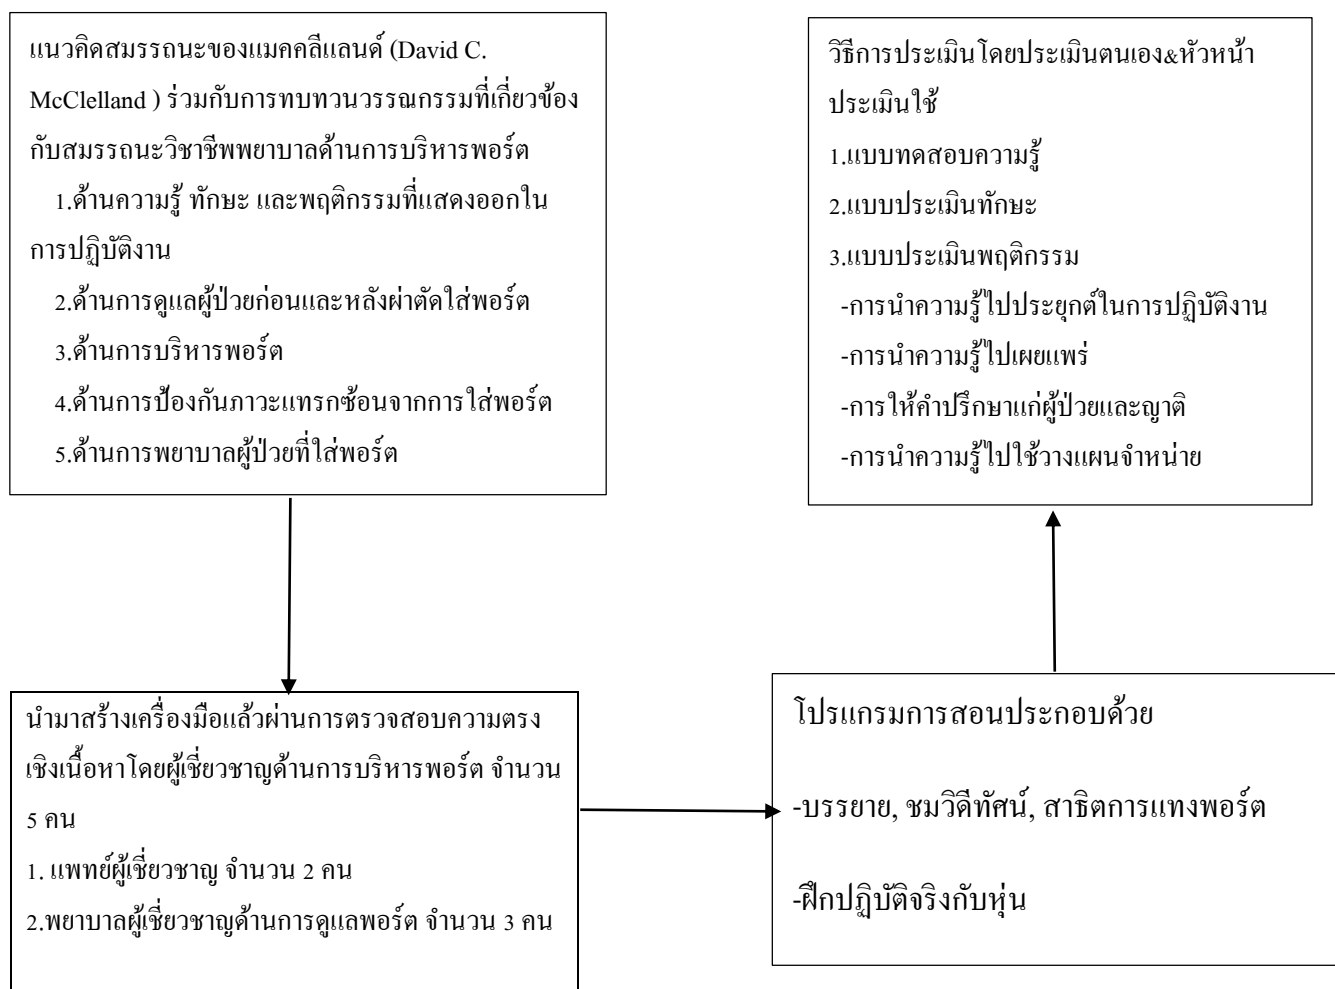 แนวคิดสมรรถนะของแมคคลีแลนด์ (David C.
McClelland ) ร่วมกับการทบทวนวรรณกรรมที่เกี่ยวข้อง
กับสมรรถนะวิชาชีพพยาบาลด้านการบริหารพอร์ต
1.ด้านความรู้ ทักษะ และพฤติกรรมที่แสดงออกใน
การปฏิบัติงาน
2.ด้านการดูแลผู้ป่วยก่อนและหลังผ่าตัดใส่พอร์ต
3.ด้านการบริหารพอร์ต
4.ด้านการป้องกันภาวะแทรกซ้อนจากการใส่พอร์ต
5.ด้านการพยาบาลผู้ป่วยที่ใส่พอร์ต
นำมาสร้างเครื่องมือแล้วผ่านการตรวจสอบความตรง
เชิงเนื้อหาโดยผู้เชี่ยวชาญด้านการบริหารพอร์ต จำนวน
5 คน
1. แพทย์ผู้เชี่ยวชาญ จำนวน 2 คน
2.พยาบาลผู้เชี่ยวชาญด้านการดูแลพอร์ต จำนวน 3 คน
โปรแกรมการสอนประกอบด้วย
-บรรยาย, ชมวิดีทัศน์, สาธิตการแทงพอร์ต
-ฝึกปฏิบัติจริงกับหุ่น
วิธีการประเมินโดยประเมินตนเอง&หัวหน้า
ประเมินใช้
1.แบบทดสอบความรู้
2.แบบประเมินทักษะ
3.แบบประเมินพฤติกรรม
-การนำความรู้ไปประยุกต์ในการปฏิบัติงาน
-การนำความรู้ไปเผยแพร่
-การให้คำปรึกษาแก่ผู้ป่วยและญาติ
-การนำความรู้ไปใช้วางแผนจำหน่าย